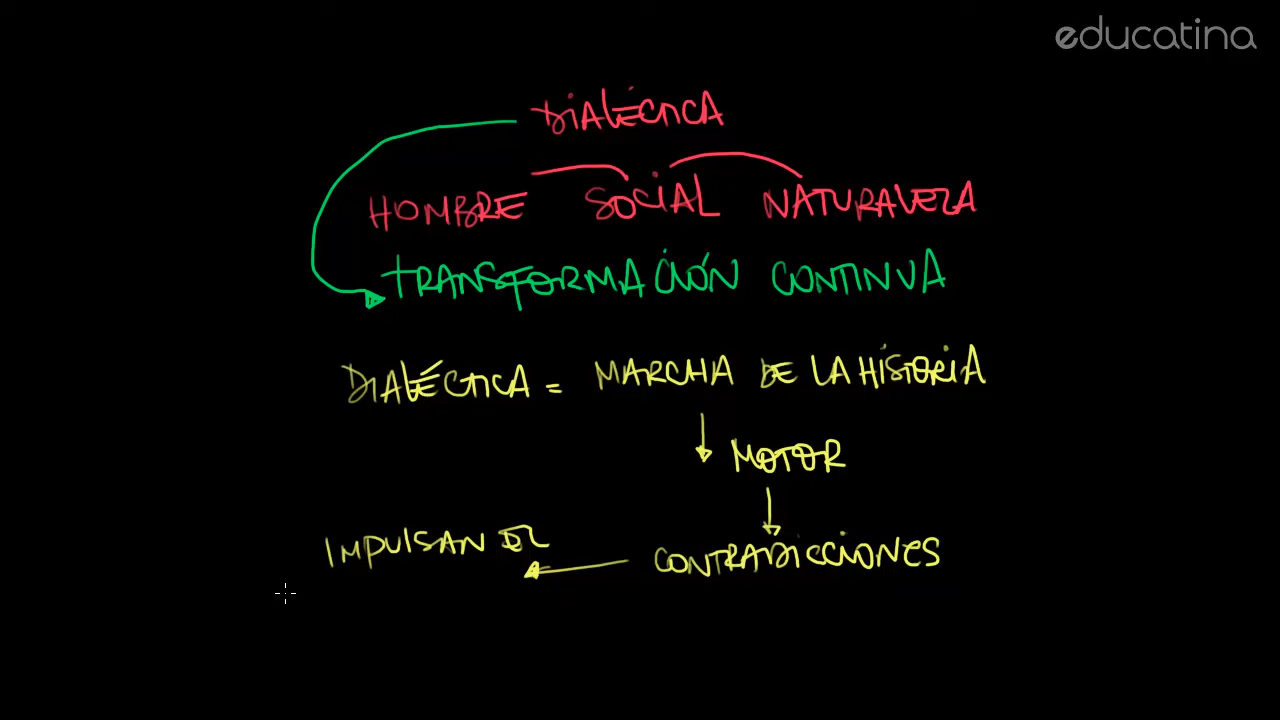 educatina
DIALÉCTICA
HOMBRE SOCIAL NATURALEZA
TRANSFORMACIÓN CONTINUA
DIALÉCTICA = MARCHA DE LA HISTORIA
MOTOR
IMPULSAN EL
CONTRADICCIONES